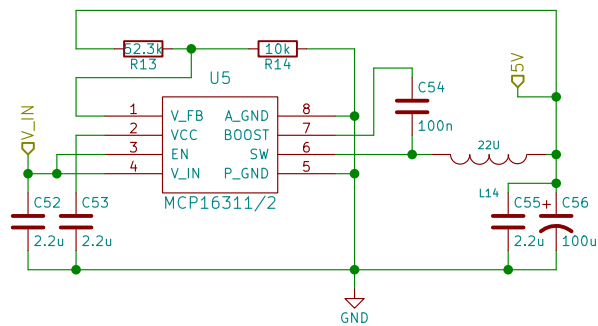 52.3k
R13
10k
R14
U5
5V
V_IN
1
V_FB
A_GND
8
2
VCC
BOOST
7
3
EN
SW
6
4
V_IN
P_GND
5
MCP16311/2
C54
100n
22U
L14
C52
2.2u
C53
2.2u
C55
2.2u
+
C56
100u
GND